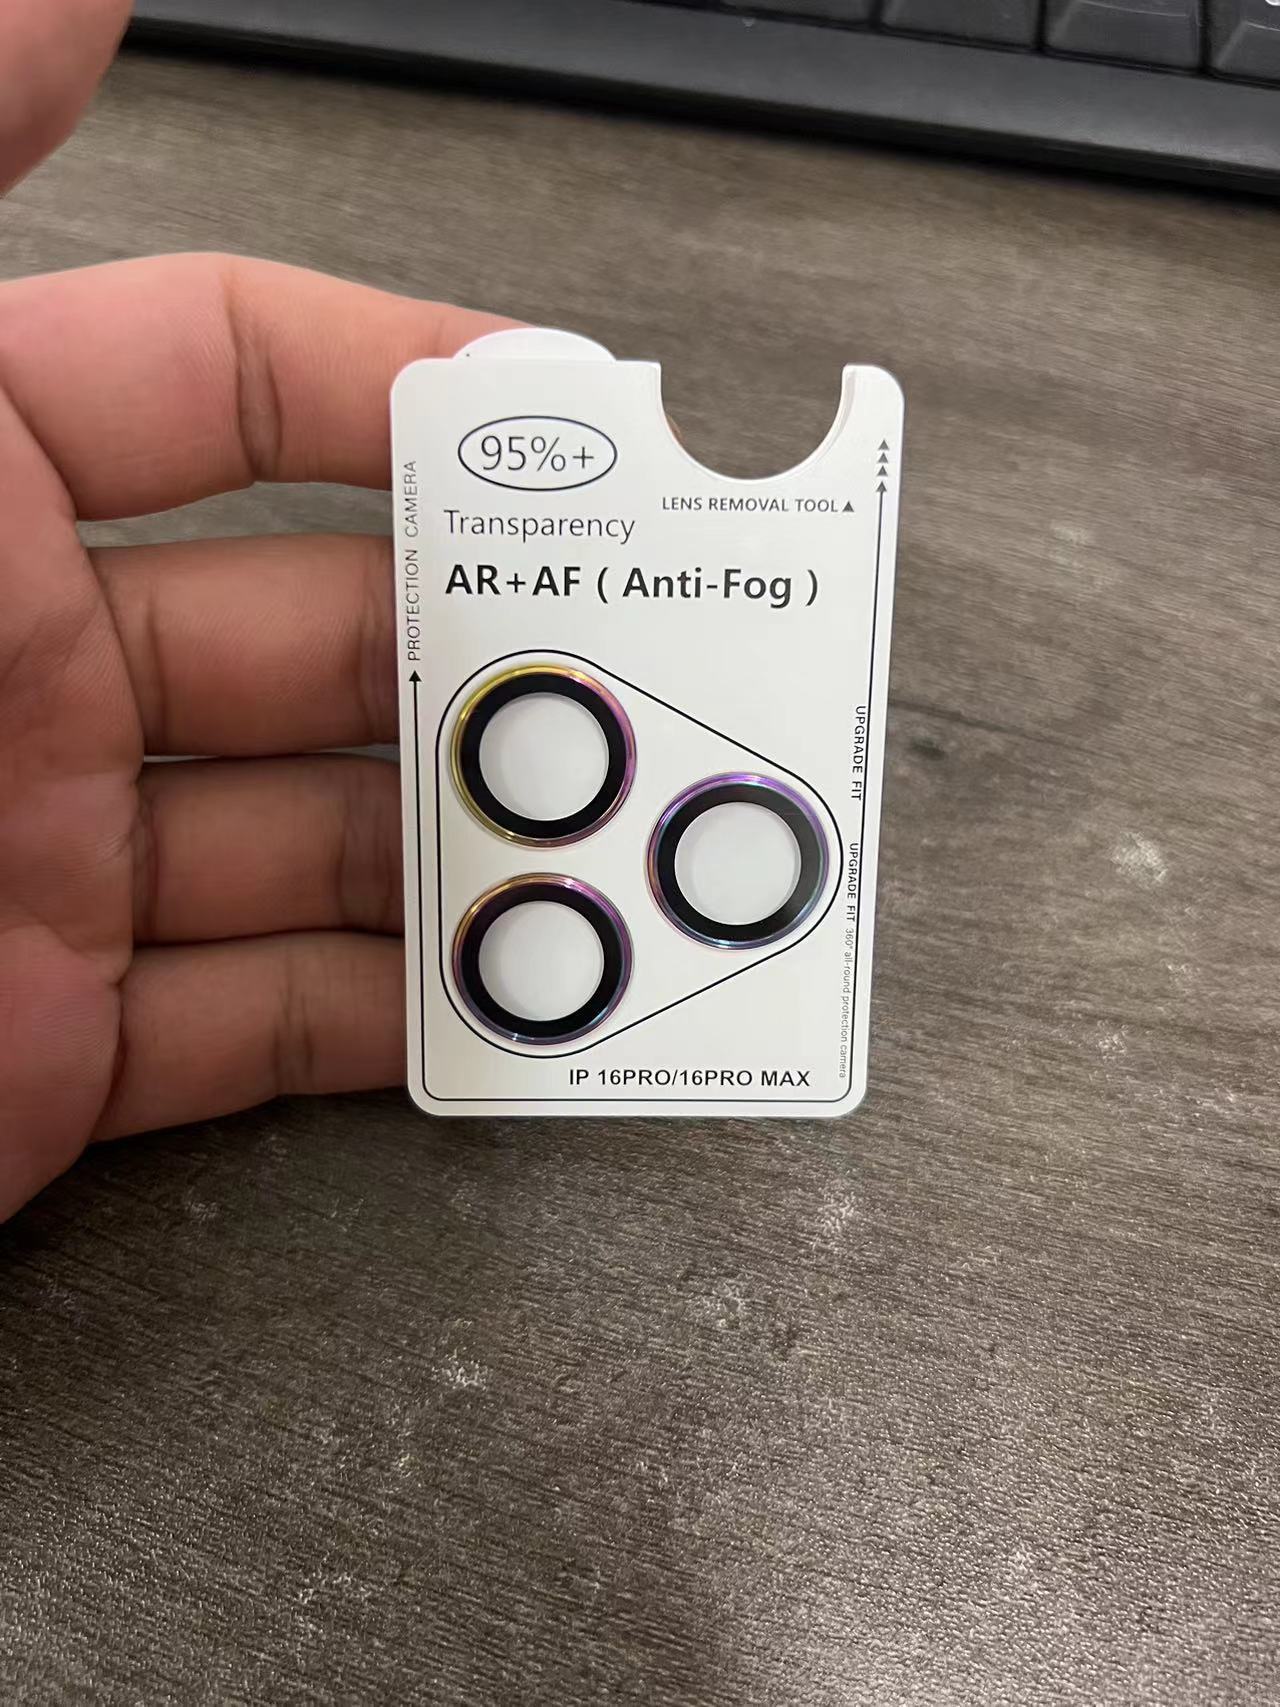 95%+
Transparency
LENS REMOVAL TOOL▲
AR+AF ( Anti-Fog )
PROTECTION CAMERA
UPGRADE FIT
UPGRADE FIT 360° all-round protection camera
IP 16PRO/16PRO MAX